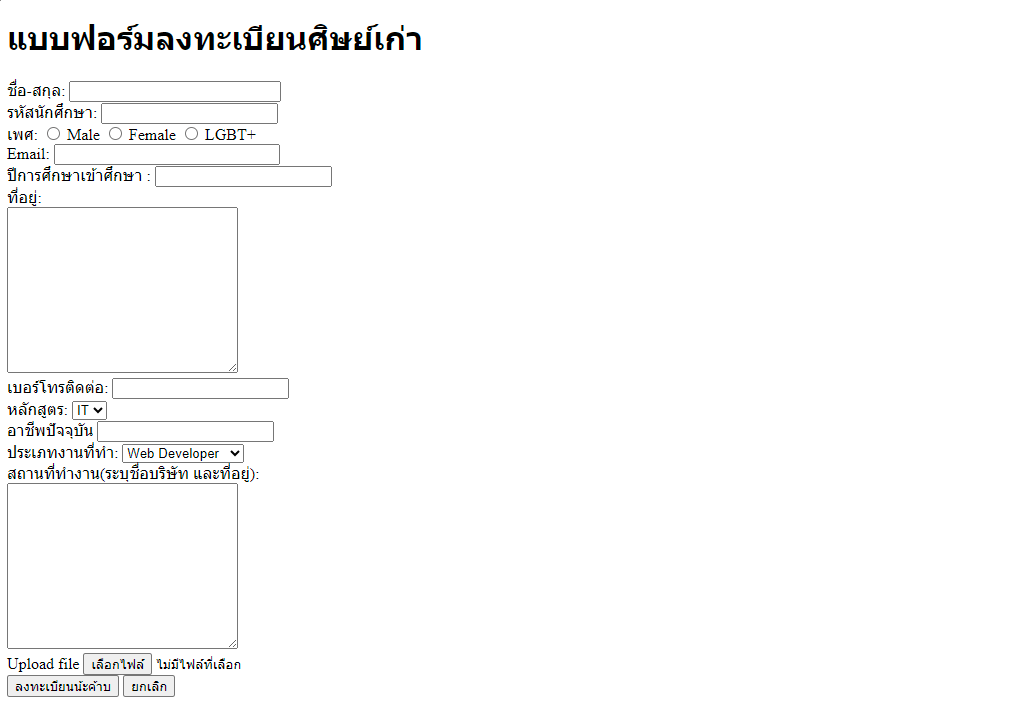 แบบฟอร์มลงทะเบียนศิษย์เก่า
ชื่อ-สกุล:
รหัสนักศึกษา:
เพศ: Male Female LGBT+
Email:
ปีการศึกษาเข้าศึกษา :
ที่อยู่:
เบอร์โทรติดต่อ:
หลักสูตร: IT
อาชีพปัจจุบัน
ประเภทงานที่ทำ: Web Developer
สถานที่ทำงาน(ระบุชื่อบริษัท และที่อยู่):
Upload file เลือกไฟล์ ไม่มีไฟล์ที่เลือก
ลงทะเบียนน้ะค้าบ ยกเลิก